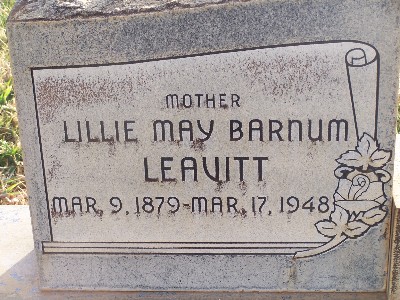 MOTHER
LILLIE MAY BARNUM
LEAVITT
MAR. 9, 1879-MAR. 17, 1948